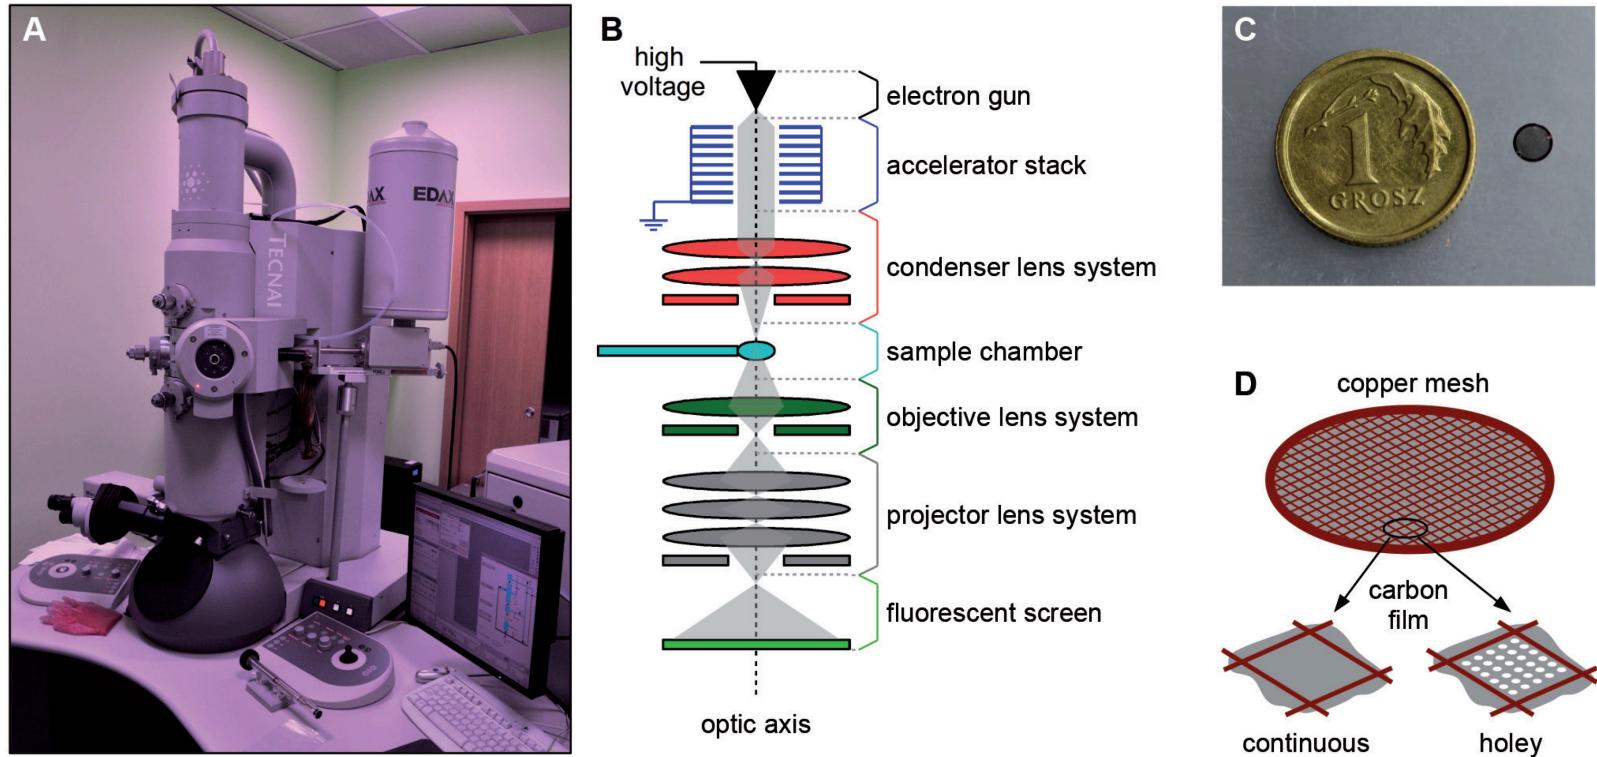 A
TECNAI
EDAX
EDAX
B
high
voltage
electron gun
accelerator stack
condenser lens system
sample chamber
objective lens system
projector lens system
fluorescent screen
optic axis
C
1
GROSZ
D
copper mesh
carbon
film
continuous
holey